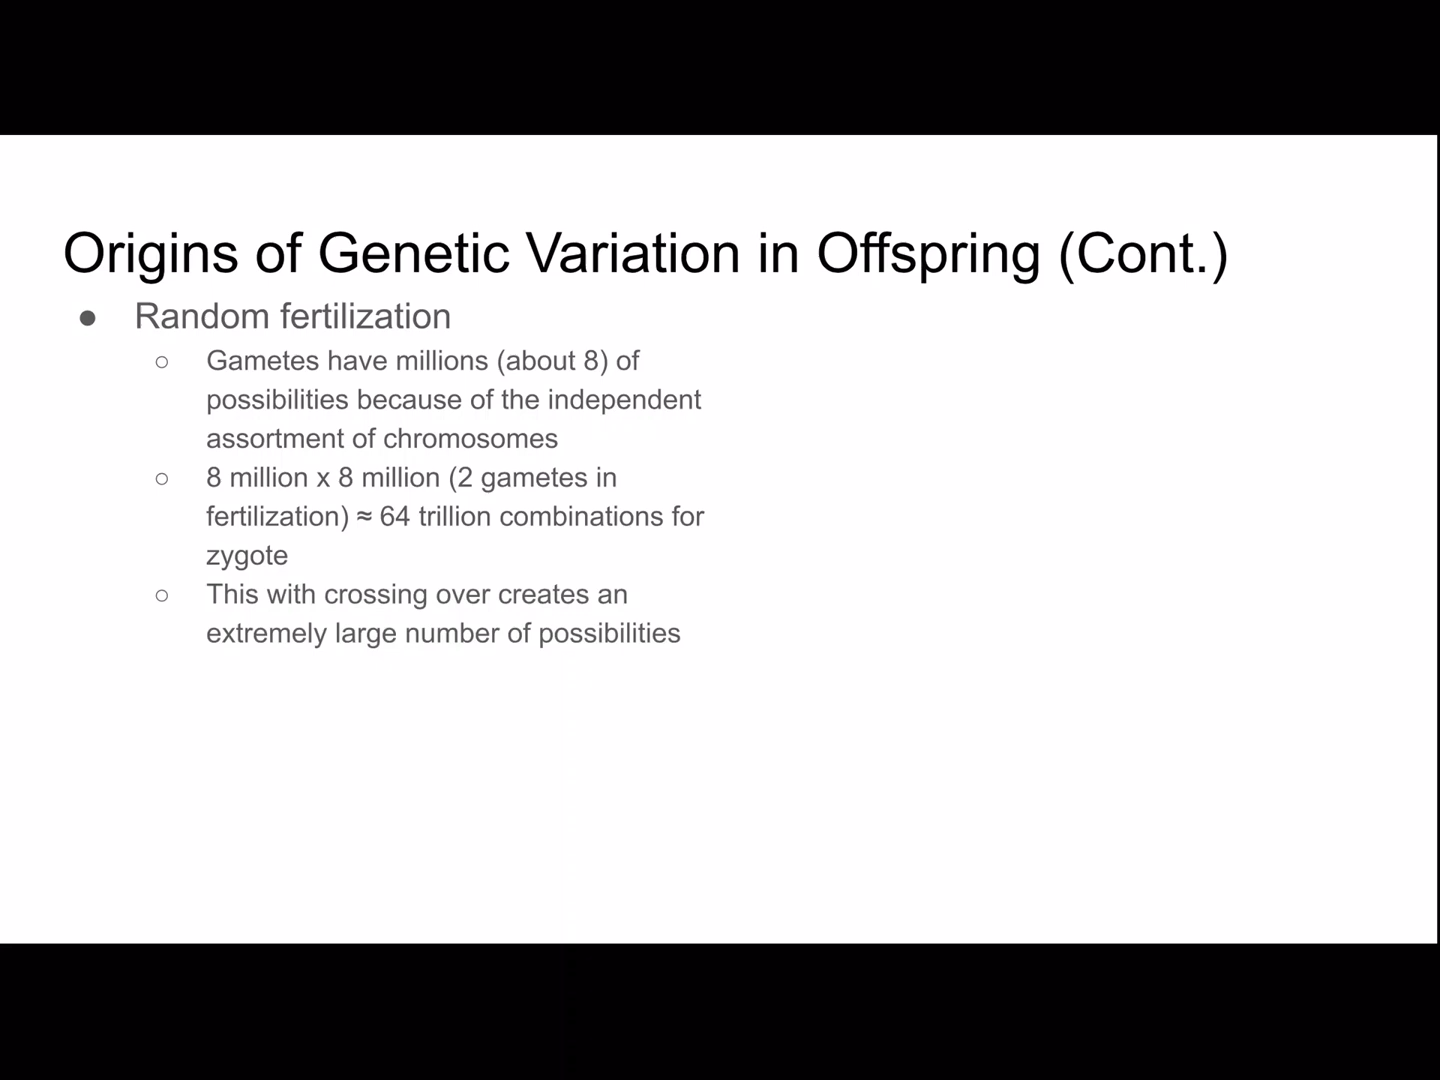 Origins of Genetic Variation in Offspring (Cont.)
● Random fertilization
○ Gametes have millions (about 8) of
possibilities because of the independent
assortment of chromosomes
○ 8 million x 8 million (2 gametes in
fertilization) ≈ 64 trillion combinations for
zygote
○ This with crossing over creates an
extremely large number of possibilities